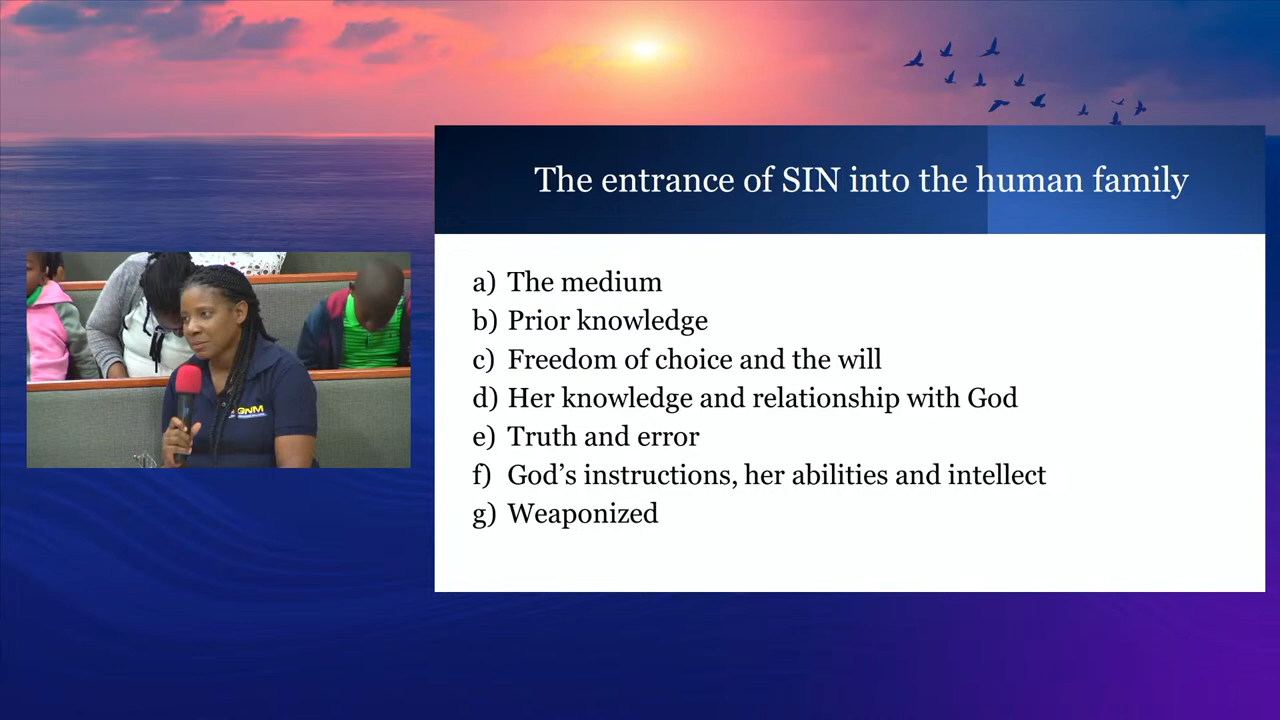 The entrance of SIN into the human family
a) The medium
b) Prior knowledge
c) Freedom of choice and the will
d) Her knowledge and relationship with God
e) Truth and error
f) God’s instructions, her abilities and intellect
g) Weaponized
GNM